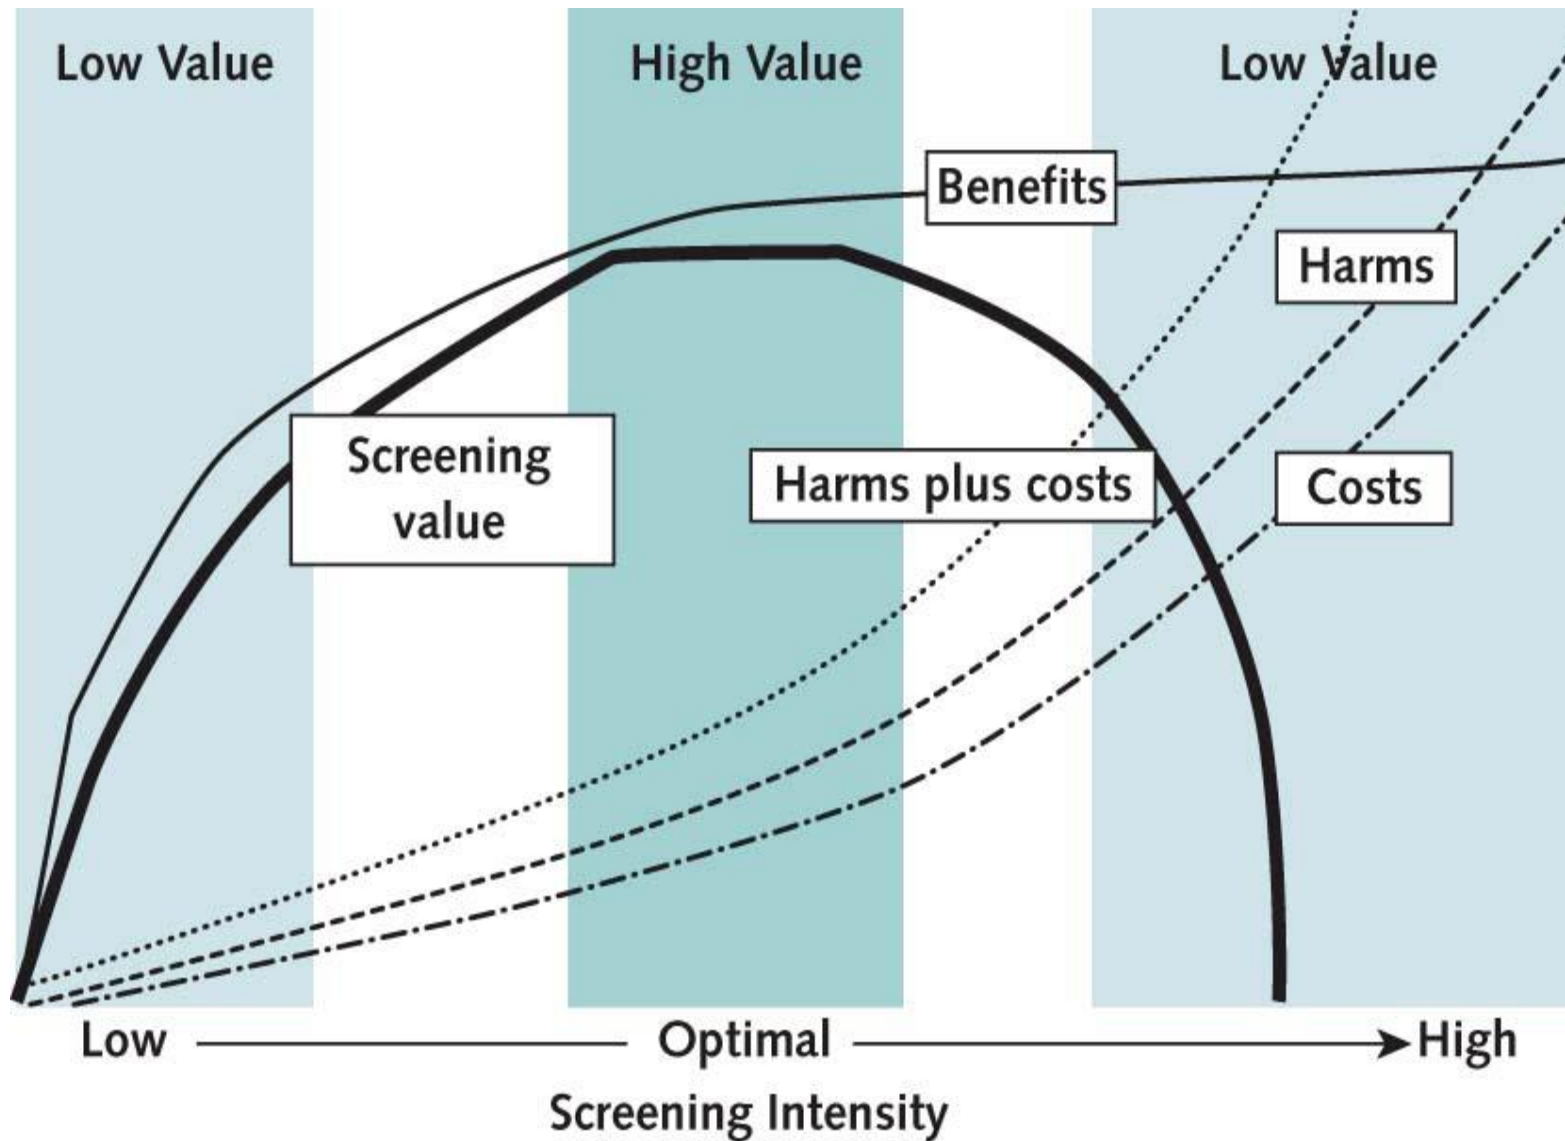 Low Value
High Value
Low Value
Benefits
Harms
Screening
value
Harms plus costs
Costs
Low
Optimal
High
Screening Intensity